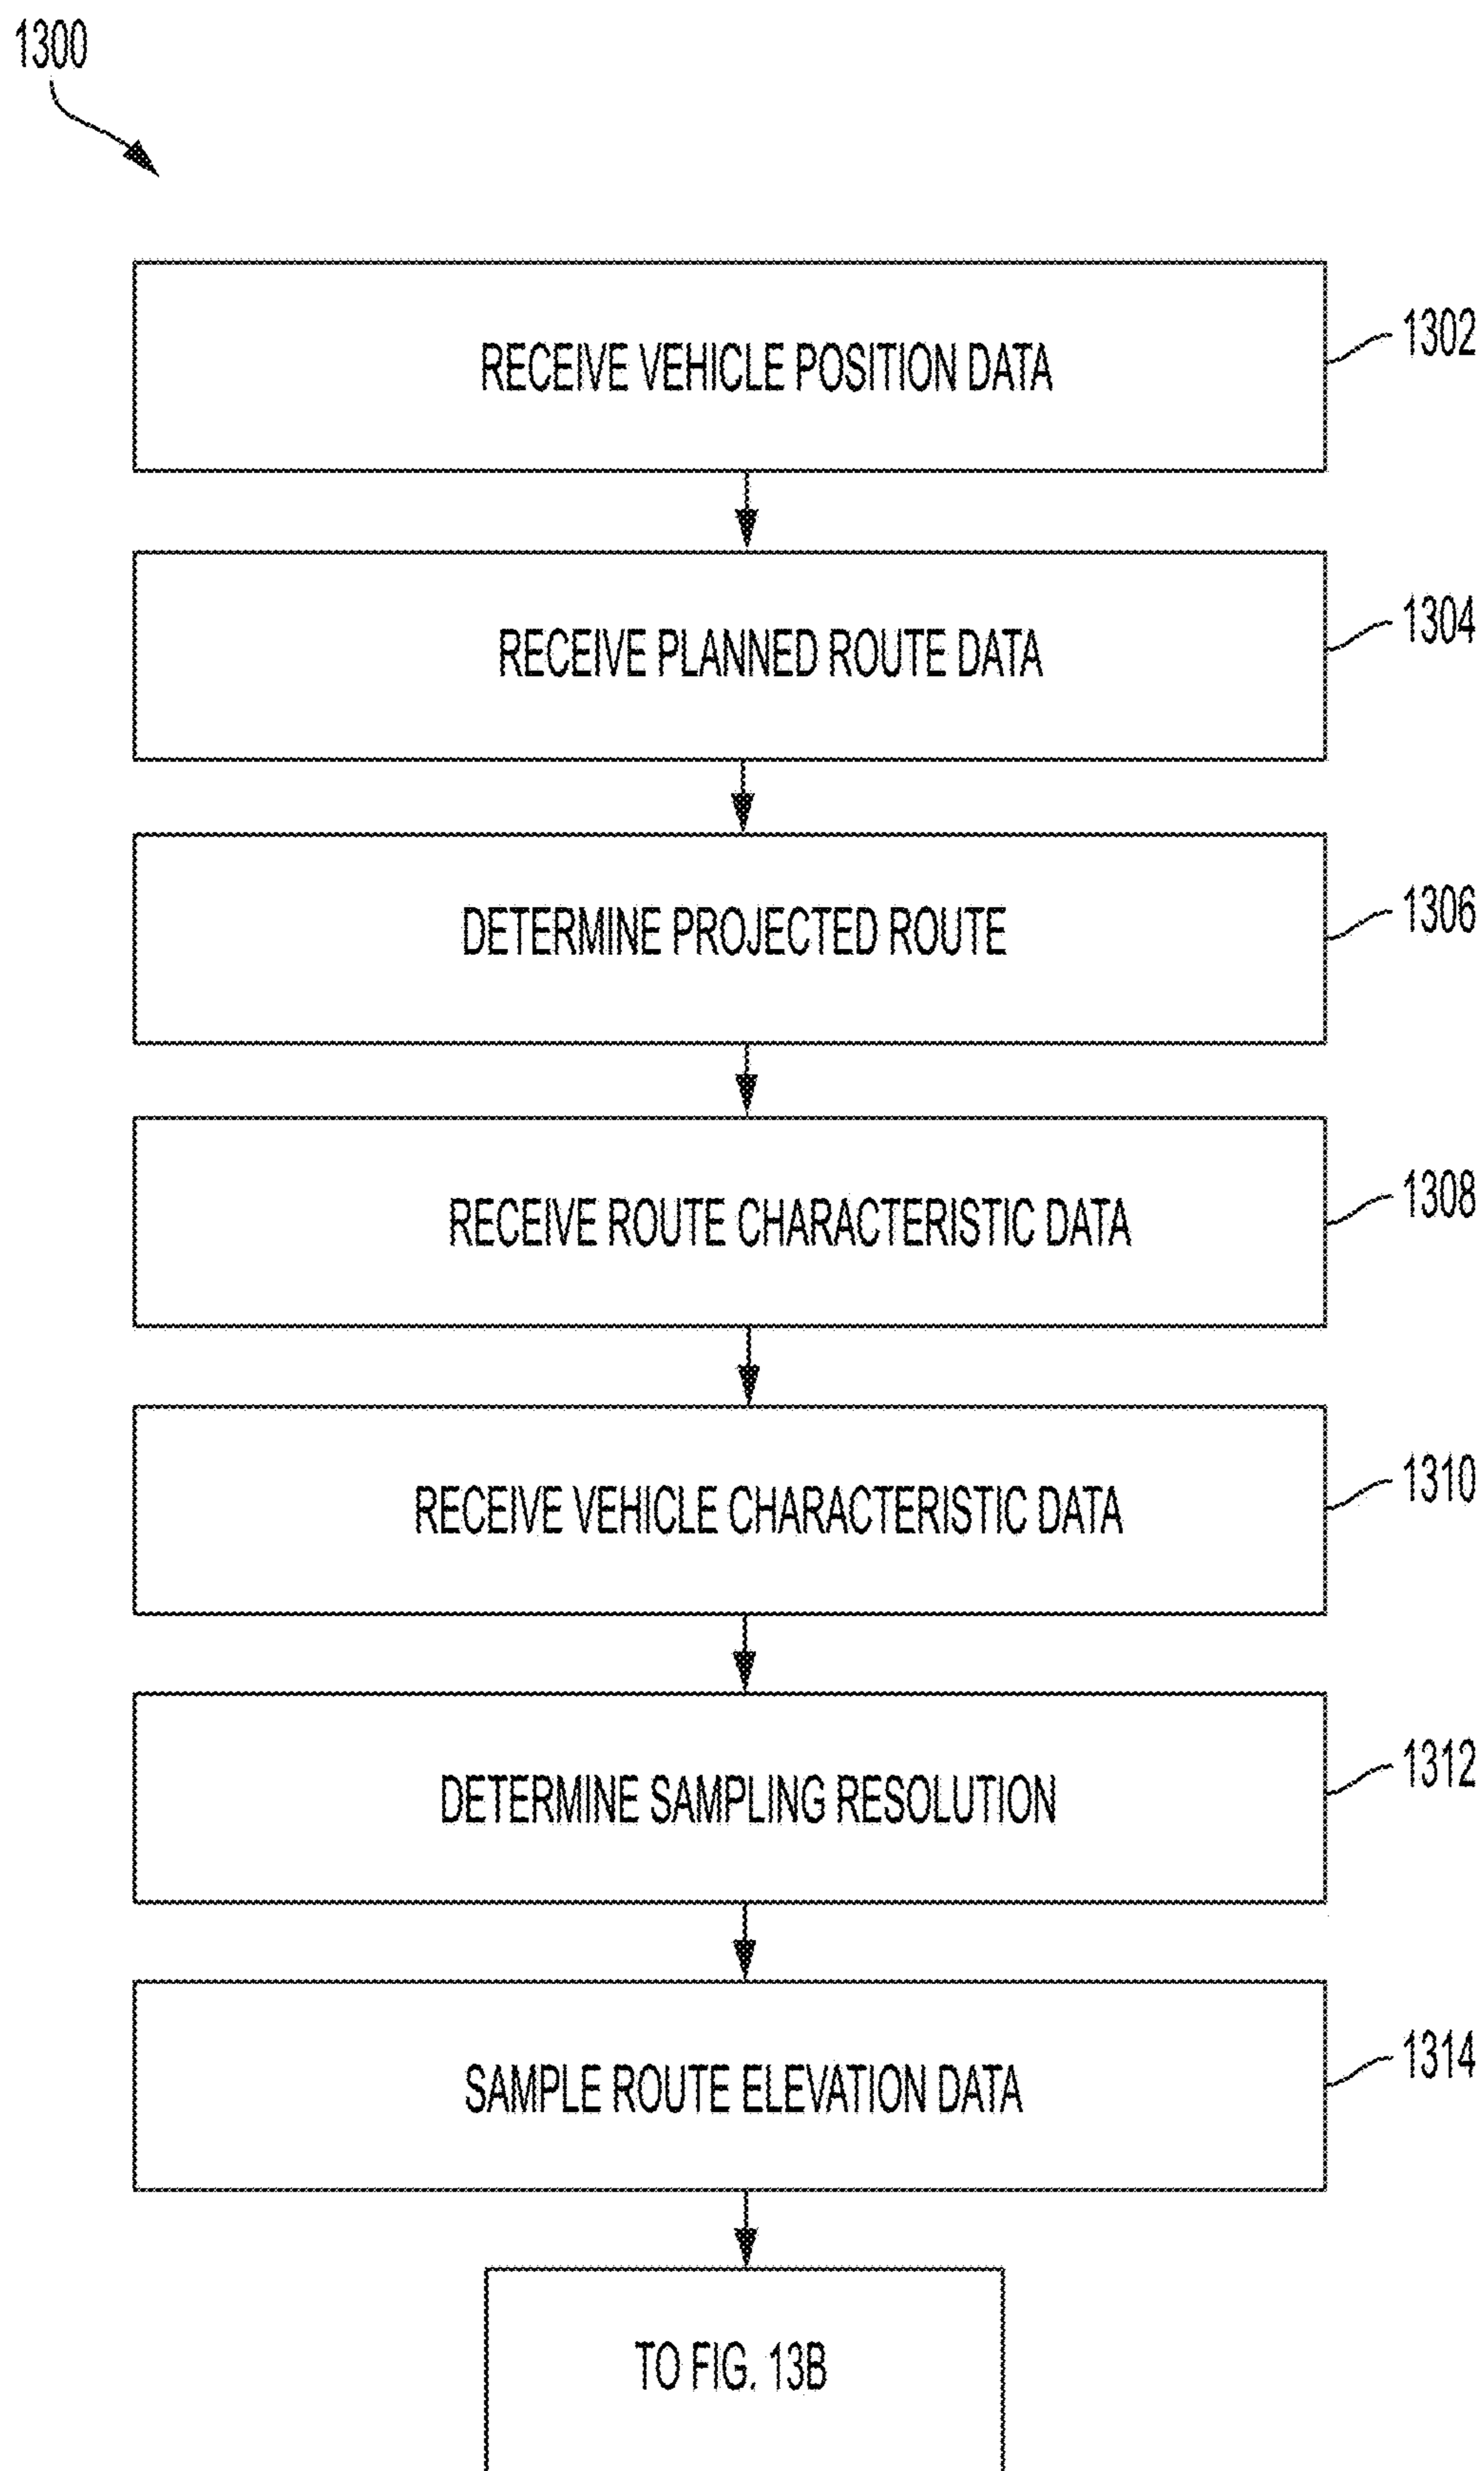 1300
RECEIVE VEHICLE POSITION DATA
1302
RECEIVE PLANNED ROUTE DATA
1304
DETERMINE PROJECTED ROUTE
1306
RECEIVE ROUTE CHARACTERISTIC DATA
1308
RECEIVE VEHICLE CHARACTERISTIC DATA
1310
DETERMINE SAMPLING RESOLUTION
1312
SAMPLE ROUTE ELEVATION DATA
1314
TO FIG. 13B